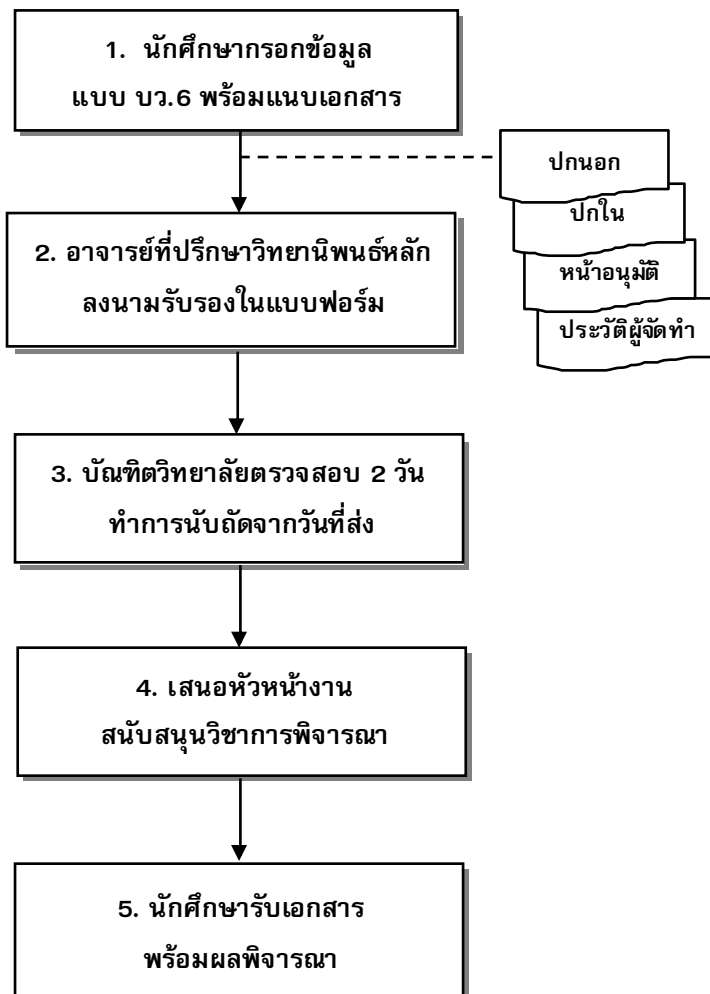 1. นักศึกษากรอกข้อมูล
แบบ บว.6 พร้อมแนบเอกสาร
ปกนอก
ปกใน
หน้าอนุมัติ
ประวัติผู้จัดทำ
2. อาจารย์ที่ปรึกษาวิทยานิพนธ์หลัก
ลงนามรับรองในแบบฟอร์ม
3. บัณฑิตวิทยาลัยตรวจสอบ 2 วัน
ทำการนับถัดจากวันที่ส่ง
4. เสนอหัวหน้างาน
สนับสนุนวิชาการพิจารณา
5. นักศึกษารับเอกสาร
พร้อมผลพิจารณา